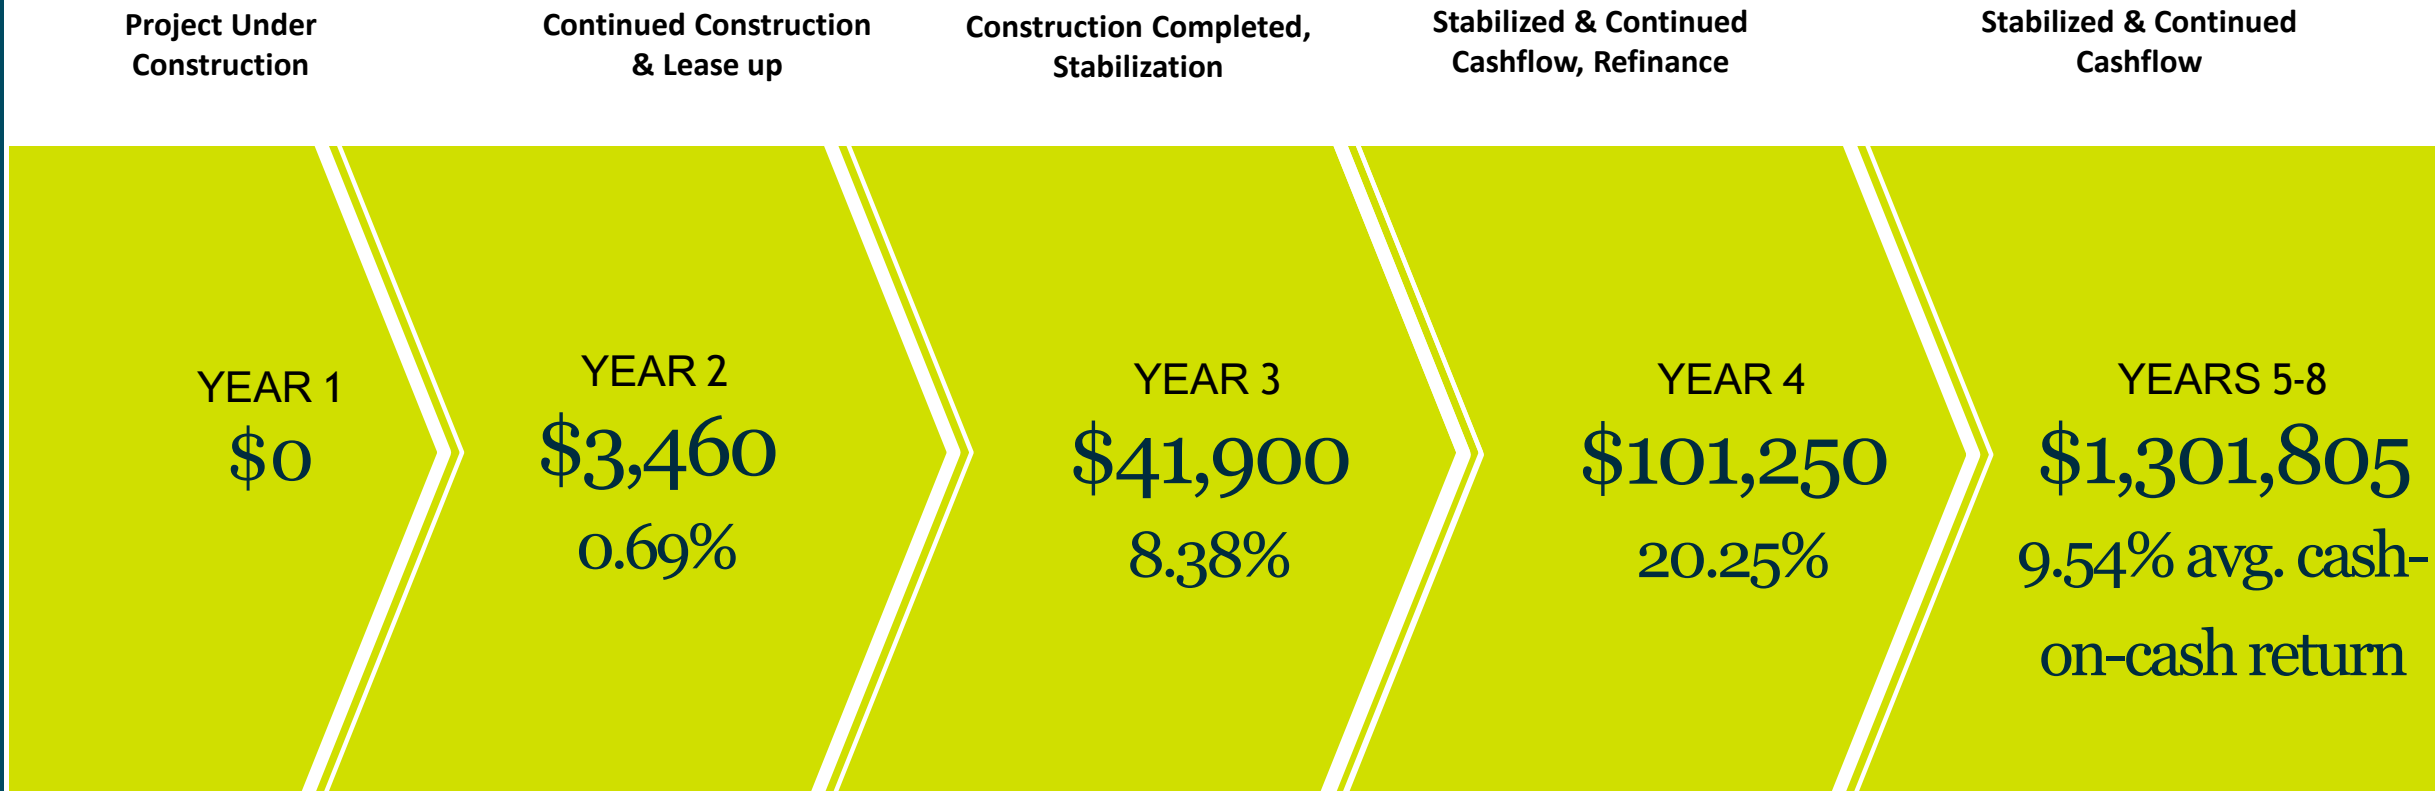 Project Under
Construction
Continued Construction
& Lease up
Construction Completed,
Stabilization
Stabilized & Continued
Cashflow, Refinance
Stabilized & Continued
Cashflow
YEAR 1
$0
YEAR 2
$3,460
0.69%
YEAR 3
$41,900
8.38%
YEAR 4
$101,250
20.25%
YEARS 5-8
$1,301,805
9.54% avg. cash-
on-cash return